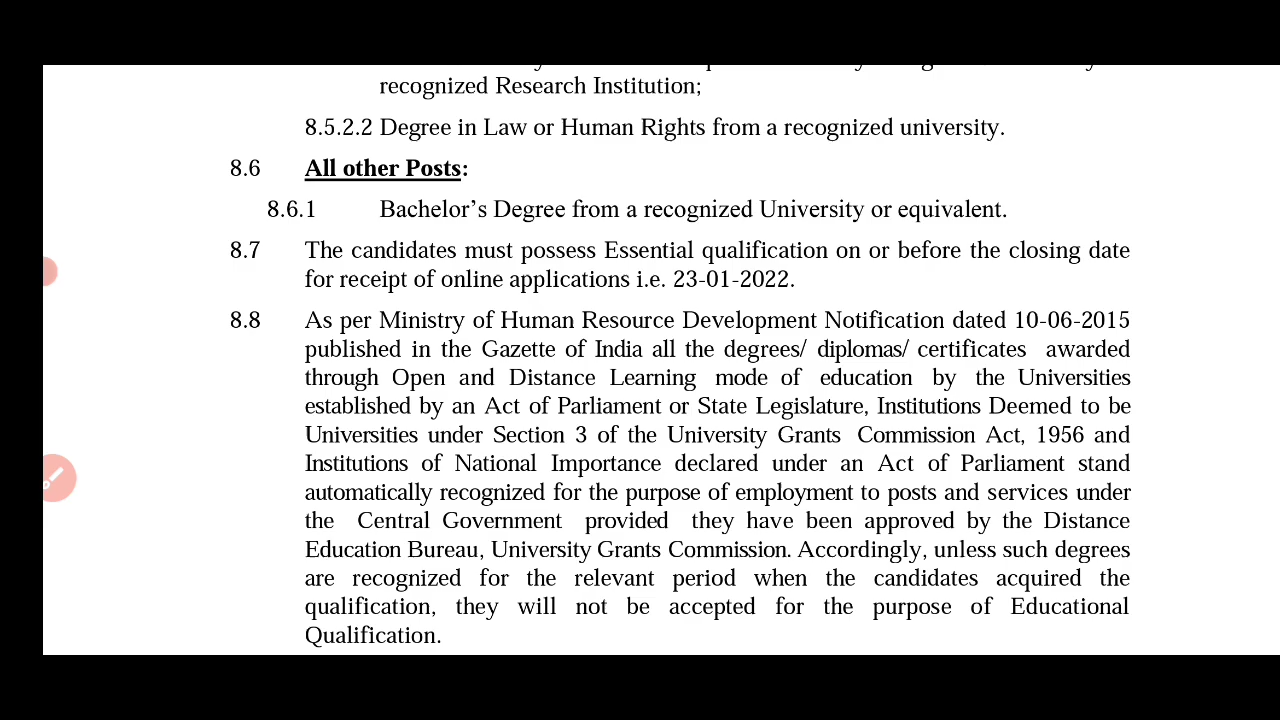 recognized Research Institution;
8.5.2.2 Degree in Law or Human Rights from a recognized university.
8.6 All other Posts:
8.6.1 Bachelor’s Degree from a recognized University or equivalent.
8.7 The candidates must possess Essential qualification on or before the closing date
for receipt of online applications i.e. 23-01-2022.
8.8 As per Ministry of Human Resource Development Notification dated 10-06-2015
published in the Gazette of India all the degrees/ diplomas/ certificates awarded
through Open and Distance Learning mode of education by the Universities
established by an Act of Parliament or State Legislature, Institutions Deemed to be
Universities under Section 3 of the University Grants Commission Act, 1956 and
Institutions of National Importance declared under an Act of Parliament stand
automatically recognized for the purpose of employment to posts and services under
the Central Government provided they have been approved by the Distance
Education Bureau, University Grants Commission. Accordingly, unless such degrees
are recognized for the relevant period when the candidates acquired the
qualification, they will not be accepted for the purpose of Educational
Qualification.